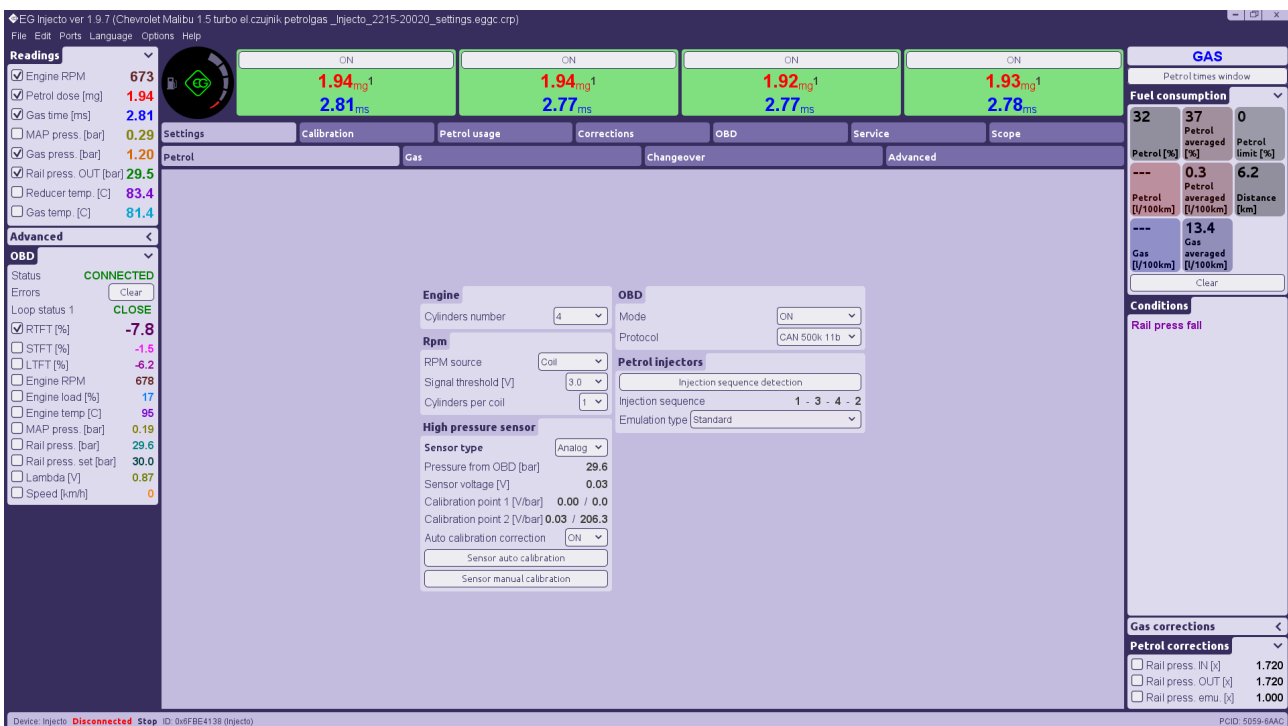 EG Injecto ver 1.9.7 (Chevrolet Malibu 1.5 turbo el.czujnik petrolgas _Injecto_2215-20020_settings.eggc.crp)
File Edit Ports Language Options Help
Readings
Engine RPM 673
Petrol dose [mg] 1.94
Gas time [ms] 2.81
MAP press. [bar] 0.29
Gas press. [bar] 1.20
Rail press. OUT [bar] 29.5
Reducer temp. [C] 83.4
Gas temp. [C] 81.4
Advanced
OBD
Status CONNECTED
Errors Clear
Loop status 1 CLOSE
RTFT [%] -7.8
STFT [%] -1.5
LTFT [%] -6.2
Engine RPM 678
Engine load [%] 17
Engine temp [C] 95
MAP press. [bar] 0.19
Rail press. [bar] 29.6
Rail press. set [bar] 30.0
Lambda [V] 0.87
Speed [km/h] 0
EG
ON ON ON ON
1.94mg1 1.94mg1 1.92mg1 1.93mg1
2.81ms 2.77ms 2.77ms 2.78ms
Settings Calibration Petrol usage Corrections OBD Service Scope
Petrol Gas Changeover Advanced
Engine
Cylinders number 4
Rpm
RPM source Coil
Signal threshold [V] 3.0
Cylinders per coil 1
High pressure sensor
Sensor type Analog
Pressure from OBD [bar] 29.6
Sensor voltage [V] 0.03
Calibration point 1 [V/bar] 0.00 / 0.0
Calibration point 2 [V/bar] 0.03 / 206.3
Auto calibration correction ON
Sensor auto calibration
Sensor manual calibration
OBD
Mode ON
Protocol CAN 500k 11b
Petrol injectors
Injection sequence detection
Injection sequence 1 - 3 - 4 - 2
Emulation type Standard
GAS
Petrol times window
Fuel consumption
32 37 0
Petrol [%] Petrol averaged [%] Petrol limit [%]
--- 0.3 6.2
Petrol [l/100km] Petrol averaged [l/100km] Distance [km]
--- 13.4
Gas [l/100km] Gas averaged [l/100km]
Clear
Conditions
Rail press fall
Gas corrections
Petrol corrections
Rail press. IN [x] 1.720
Rail press. OUT [x] 1.720
Rail press. emu. [x] 1.000
Device: Injecto Disconnected Stop ID: 0x6FBE4138 (Injecto) PCID: 5059-6AAC